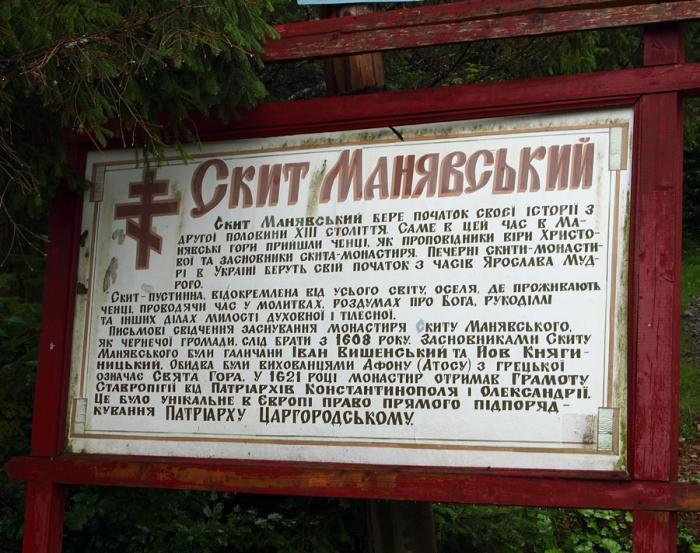 Скит Манявський
Скит Манявський бере початок своєї історії з
другої половини XIII століття. Саме в цей час в Ма-
нявські гори прийшли ченці, як проповідники віри Христо-
вої та засновники скита-монастиря. Печерні скити-монасти-
рі в Україні беруть свій початок з часів Ярослава Муд-
рого.
Скит-пустинна, відокремлена від усього світу, оселя, де проживають
ченці, проводячи час у молитвах, роздумах про Бога, рукоділлі
та інших ділах милості духовної і тілесної.
Письмові свідчення заснування монастиря Скиту Манявського,
як чернечої громади, слід брати з 1608 року. Засновниками Скиту
Манявського були галичани Іван Вишенський та Йов Княги-
ницький. Обидва були вихованцями Афону (Атосу) з грецької
означає Свята Гора. У 1621 році монастир отримав Грамоту
Ставропігії від Патріархів Константинополя і Олександрії.
Це було унікальне в Європі право прямого підпоряд-
кування Патріарху Царгородському.